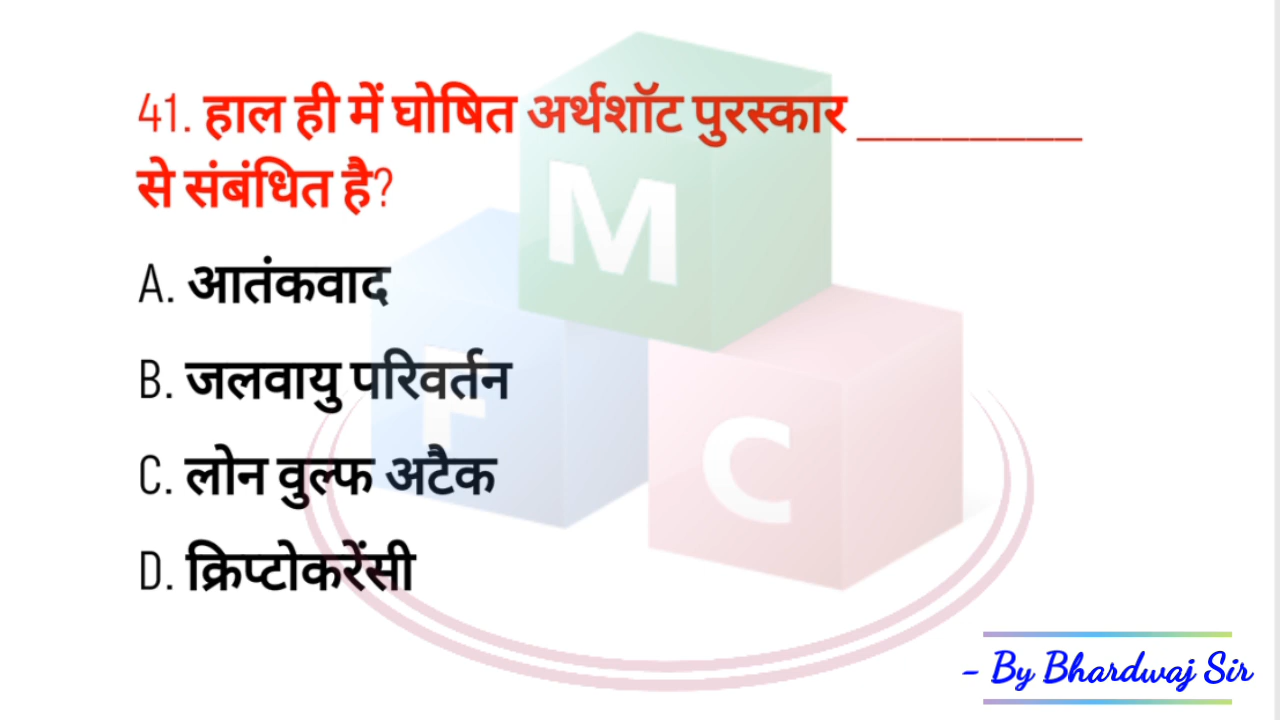 41. हाल ही में घोषित अर्थशॉट पुरस्कार ________
से संबंधित है?
A. आतंकवाद
B. जलवायु परिवर्तन
C. लोन वुल्फ अटैक
D. क्रिप्टोकरेंसी
M
F
C
- By Bhardwaj Sir